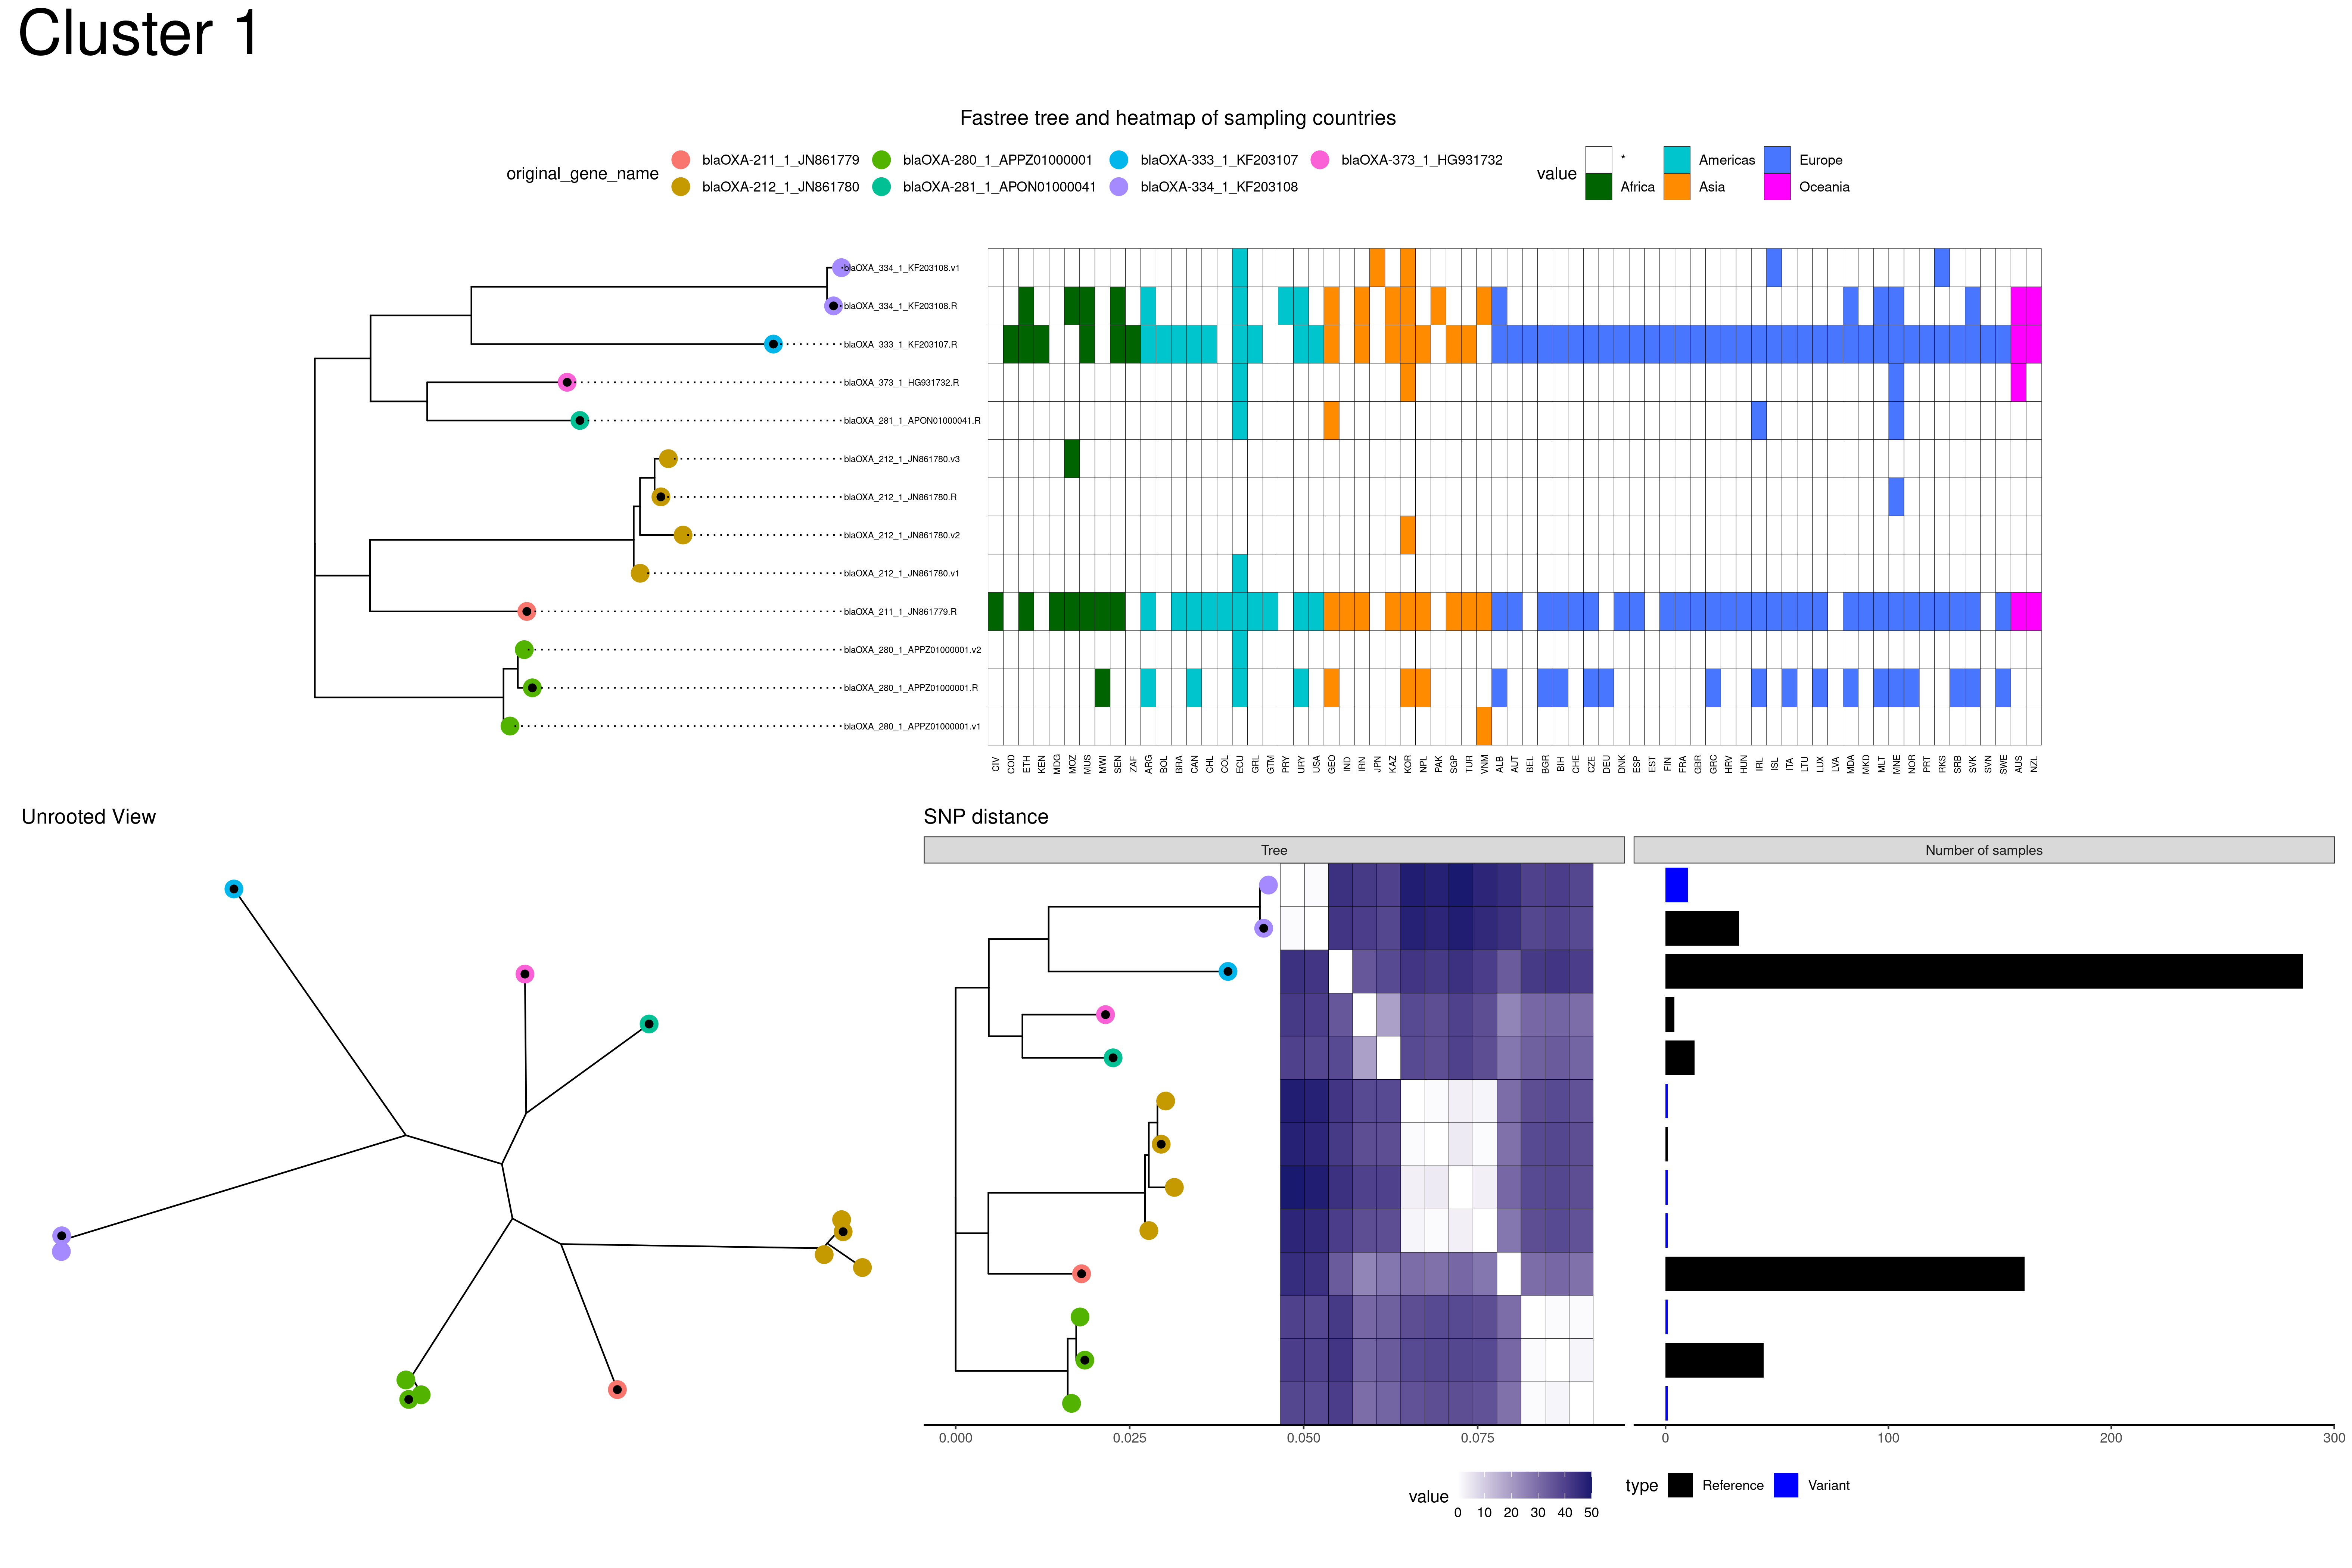 Cluster 1
Fastree tree and heatmap of sampling countries
original_gene_name
blaOXA-211_1_JN861779 blaOXA-280_1_APPZ01000001 blaOXA-333_1_KF203107 blaOXA-373_1_HG931732
blaOXA-212_1_JN861780 blaOXA-281_1_APON01000041 blaOXA-334_1_KF203108
value
* Americas Europe
Africa Asia Oceania
blaOXA_334_1_KF203108.v1
blaOXA_334_1_KF203108.R
blaOXA_333_1_KF203107.R
blaOXA_373_1_HG931732.R
blaOXA_281_1_APON01000041.R
blaOXA_212_1_JN861780.v3
blaOXA_212_1_JN861780.R
blaOXA_212_1_JN861780.v2
blaOXA_212_1_JN861780.v1
blaOXA_211_1_JN861779.R
blaOXA_280_1_APPZ01000001.v2
blaOXA_280_1_APPZ01000001.R
blaOXA_280_1_APPZ01000001.v1
CIV COD ETH KEN MDG MOZ MUS MWI SEN ZAF ARG BOL BRA CAN CHL COL ECU GRL GTM PRY URY USA GEO IND IRN JPN KAZ KOR NPL PAK SGP TUR VNM ALB AUT BEL BGR BIH CHE CZE DEU DNK ESP EST FIN FRA GBR GRC HRV HUN IRL ISL ITA LTU LUX LVA MDA MKD MLT MNE NOR PRT RKS SRB SVK SVN SWE AUS NZL
Unrooted View
SNP distance
Tree
Number of samples
0.000 0.025 0.050 0.075
0 100 200 300
value
0 10 20 30 40 50
type Reference Variant